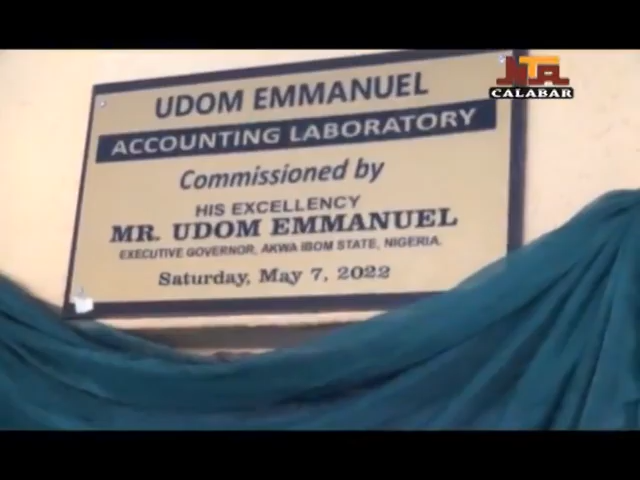 NTA
CALABAR
UDOM EMMANUEL
ACCOUNTING LABORATORY
Commissioned by
HIS EXCELLENCY
MR. UDOM EMMANUEL
EXECUTIVE GOVERNOR, AKWA IBOM STATE, NIGERIA.
Saturday, May 7, 2022